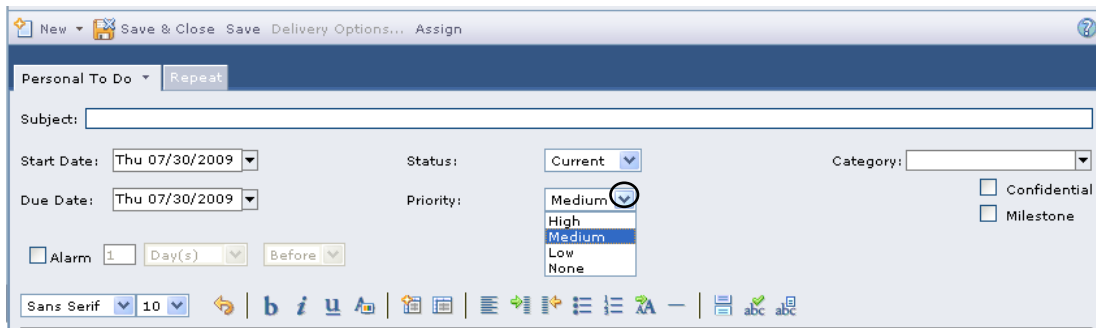 New Save & Close Save Delivery Options... Assign
Personal To Do Repeat
Subject:
Start Date: Thu 07/30/2009 Status: Current Category:
Due Date: Thu 07/30/2009 Priority: Medium Confidential
High Milestone
Medium
Alarm 1 Day(s) Before Low
None
Sans Serif 10 b i u A abc abc